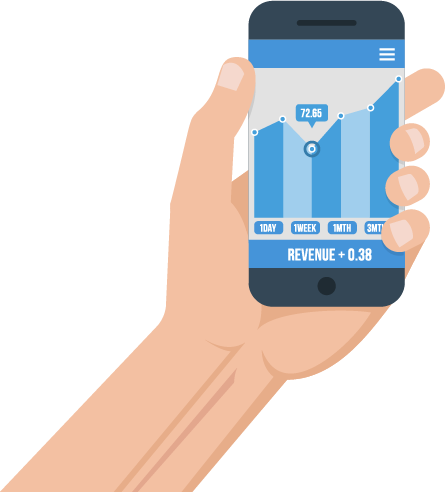 72.65
1DAY 1WEEK 1MTH 3MT
REVENUE + 0.38